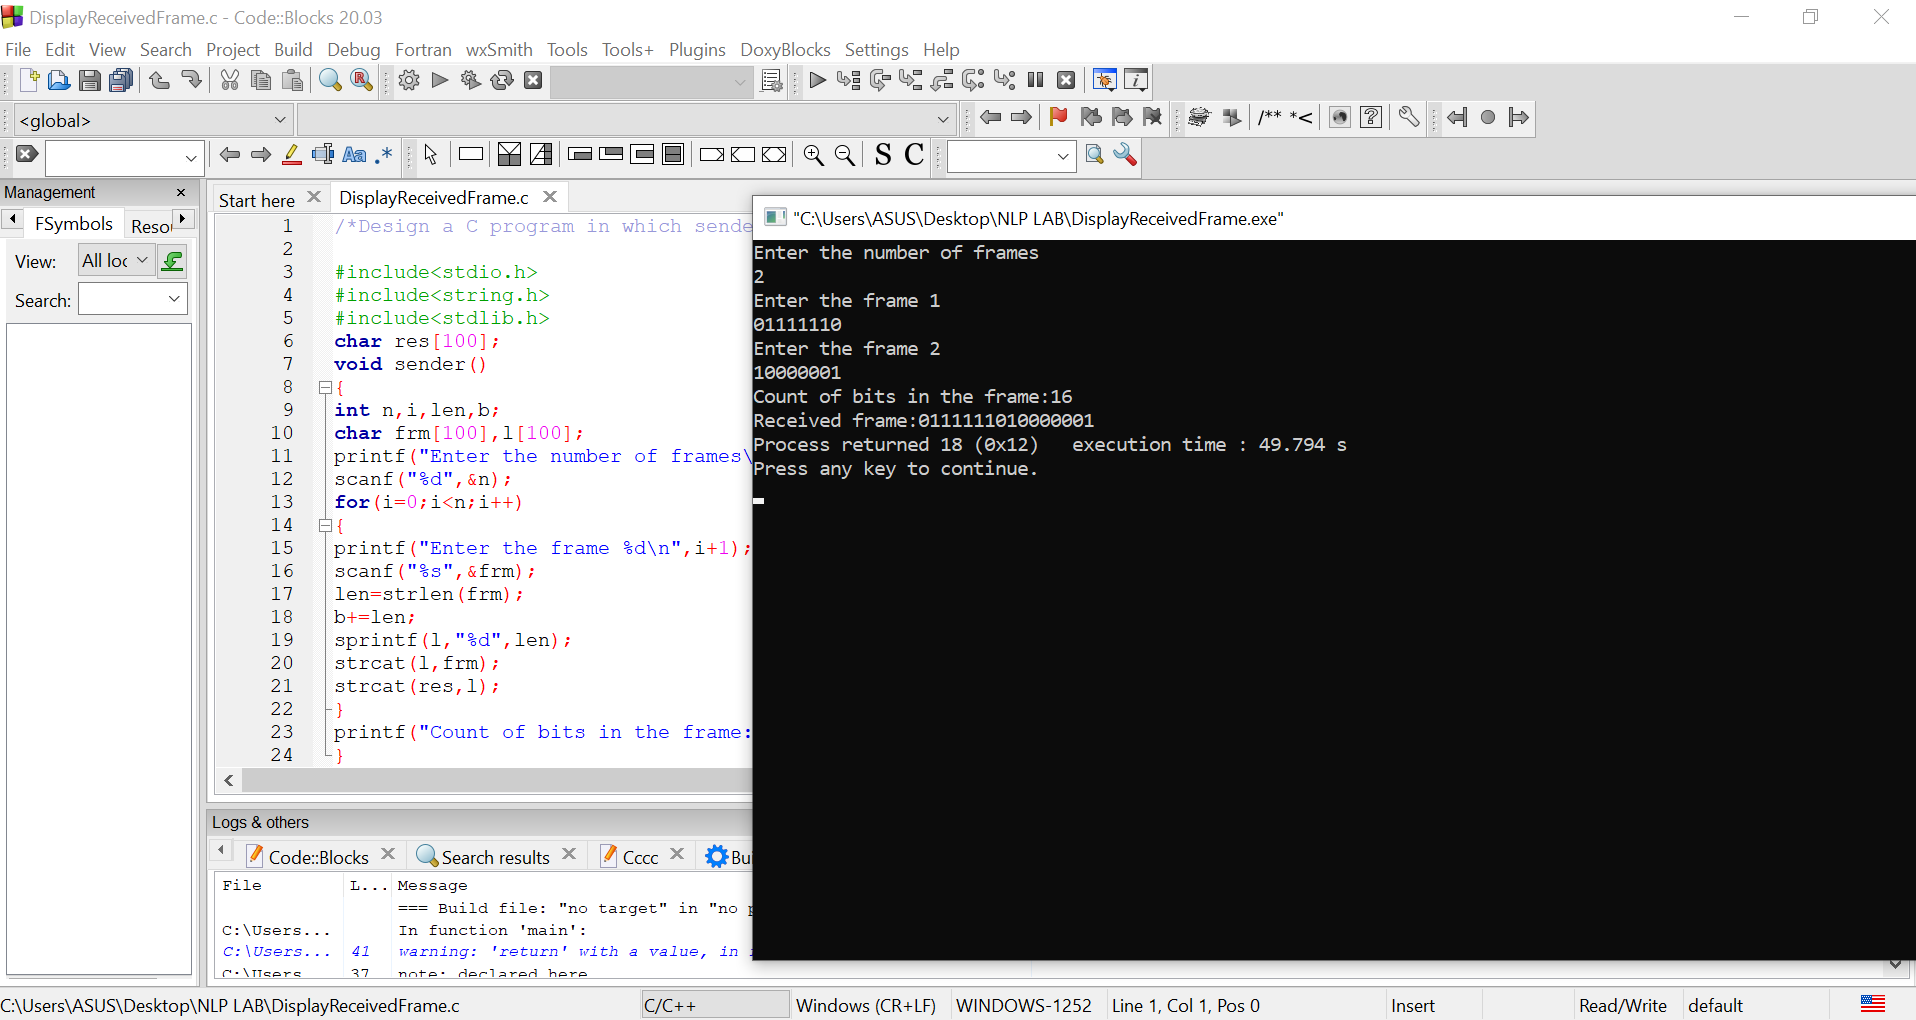 DisplayReceivedFrame.c - Code::Blocks 20.03
File Edit View Search Project Build Debug Fortran wxSmith Tools Tools+ Plugins DoxyBlocks Settings Help
<global>
/** *<
Aa .* S C
Management
Start here DisplayReceivedFrame.c
FSymbols Resou
View: All loc
Search:
1 /*Design a C program in which sende
2
3 #include<stdio.h>
4 #include<string.h>
5 #include<stdlib.h>
6 char res[100];
7 void sender()
8 {
9 int n,i,len,b;
10 char frm[100],l[100];
11 printf("Enter the number of frames\
12 scanf("%d",&n);
13 for(i=0;i<n;i++)
14 {
15 printf("Enter the frame %d\n",i+1);
16 scanf("%s",&frm);
17 len=strlen(frm);
18 b+=len;
19 sprintf(l,"%d",len);
20 strcat(l,frm);
21 strcat(res,l);
22 }
23 printf("Count of bits in the frame:
24 }
"C:\Users\ASUS\Desktop\NLP LAB\DisplayReceivedFrame.exe"
Enter the number of frames
2
Enter the frame 1
01111110
Enter the frame 2
10000001
Count of bits in the frame:16
Received frame:0111111010000001
Process returned 18 (0x12) execution time : 49.794 s
Press any key to continue.
Logs & others
Code::Blocks Search results Cccc Bui
File L... Message
=== Build file: "no target" in "no p
C:\Users... In function 'main':
C:\Users... 41 warning: 'return' with a value, in
C:\Users 37 note: declared here
C:\Users\ASUS\Desktop\NLP LAB\DisplayReceivedFrame.c C/C++ Windows (CR+LF) WINDOWS-1252 Line 1, Col 1, Pos 0 Insert Read/Write default